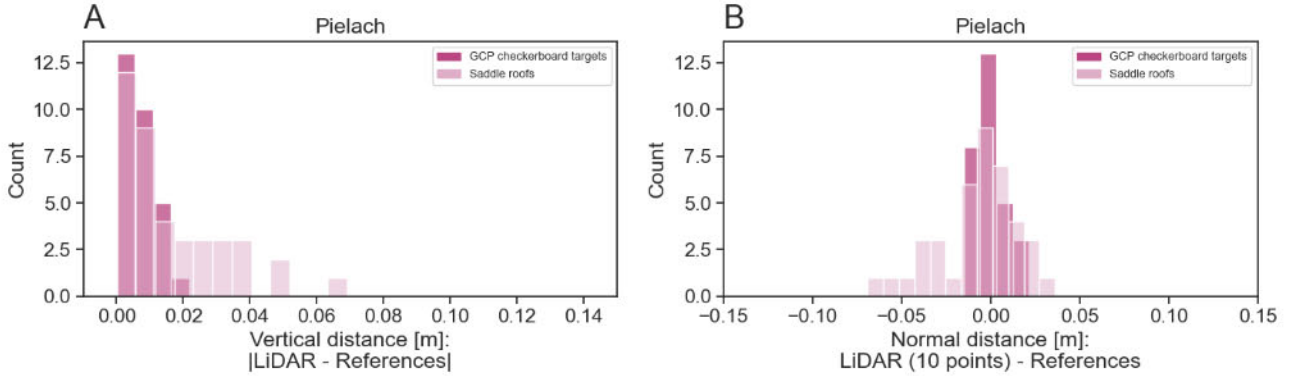 A
Pielach
12.5
10.0
7.5
5.0
2.5
0.0
Count
GCP checkerboard targets
Saddle roofs
0.00 0.02 0.04 0.06 0.08 0.10 0.12 0.14
Vertical distance [m]:
|LiDAR - References|
B
Pielach
12.5
10.0
7.5
5.0
2.5
0.0
Count
GCP checkerboard targets
Saddle roofs
−0.15 −0.10 −0.05 0.00 0.05 0.10 0.15
Normal distance [m]:
LiDAR (10 points) - References